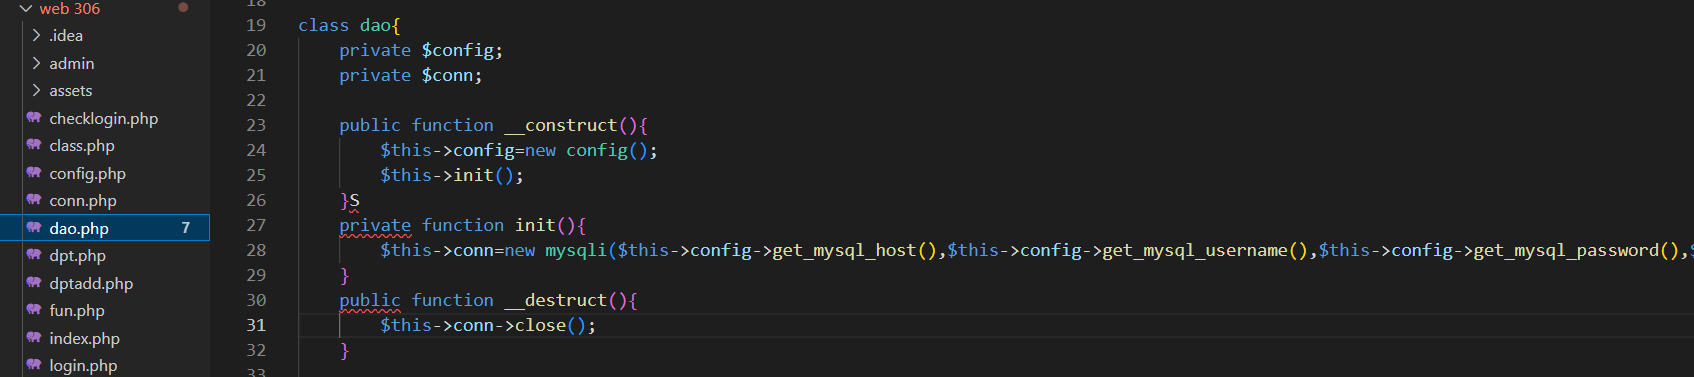 web 306
.idea
admin
assets
checklogin.php
class.php
config.php
conn.php
dao.php 7
dpt.php
dptadd.php
fun.php
index.php
login.php
18
19 class dao{
20 private $config;
21 private $conn;
22
23 public function __construct(){
24 $this->config=new config();
25 $this->init();
26 }S
27 private function init(){
28 $this->conn=new mysqli($this->config->get_mysql_host(),$this->config->get_mysql_username(),$this->config->get_mysql_password(),$
29 }
30 public function __destruct(){
31 $this->conn->close();
32 }
33